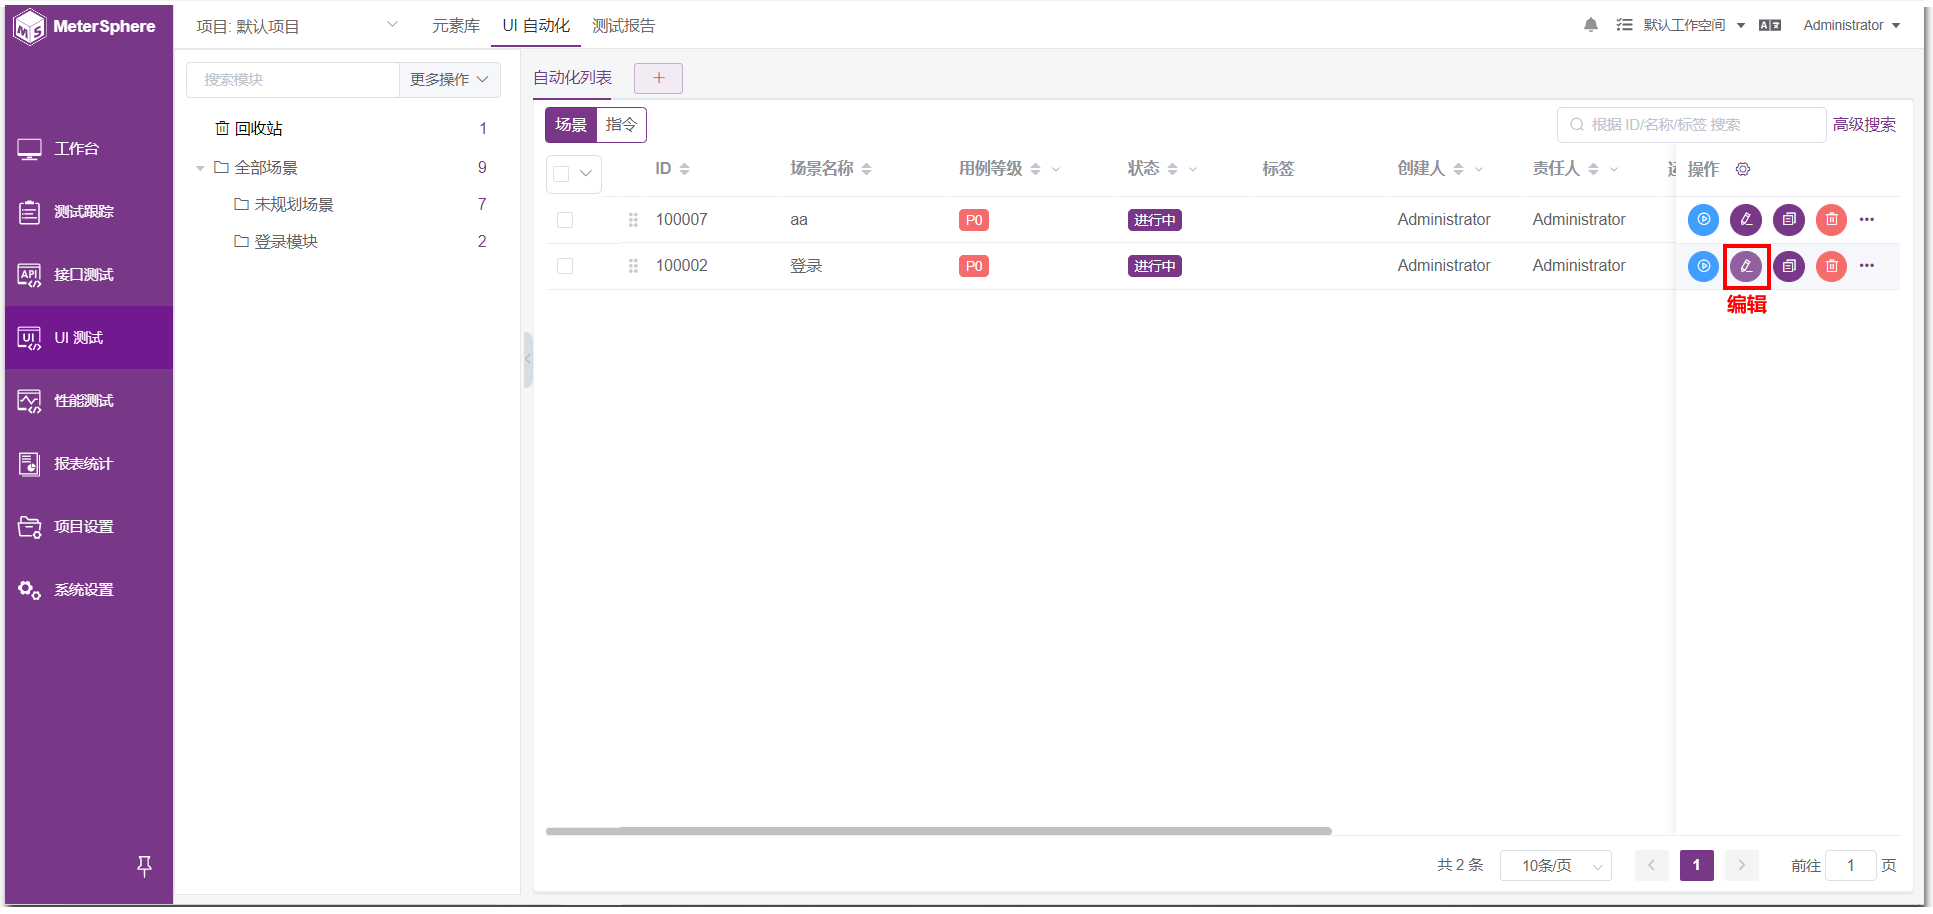 MeterSphere
项目: 默认项目
元素库
UI 自动化
测试报告
默认工作空间
Administrator
工作台
测试跟踪
API 接口测试
UI UI 测试
性能测试
报表统计
项目设置
系统设置
搜索模块
更多操作
回收站 1
全部场景 9
未规划场景 7
登录模块 2
自动化列表
+
场景 指令
根据 ID/名称/标签 搜索
高级搜索
ID 场景名称 用例等级 状态 标签 创建人 责任人 操作
100007 aa P0 进行中 Administrator Administrator
100002 登录 P0 进行中 Administrator Administrator
编辑
共 2 条 10条/页 1 前往 1 页